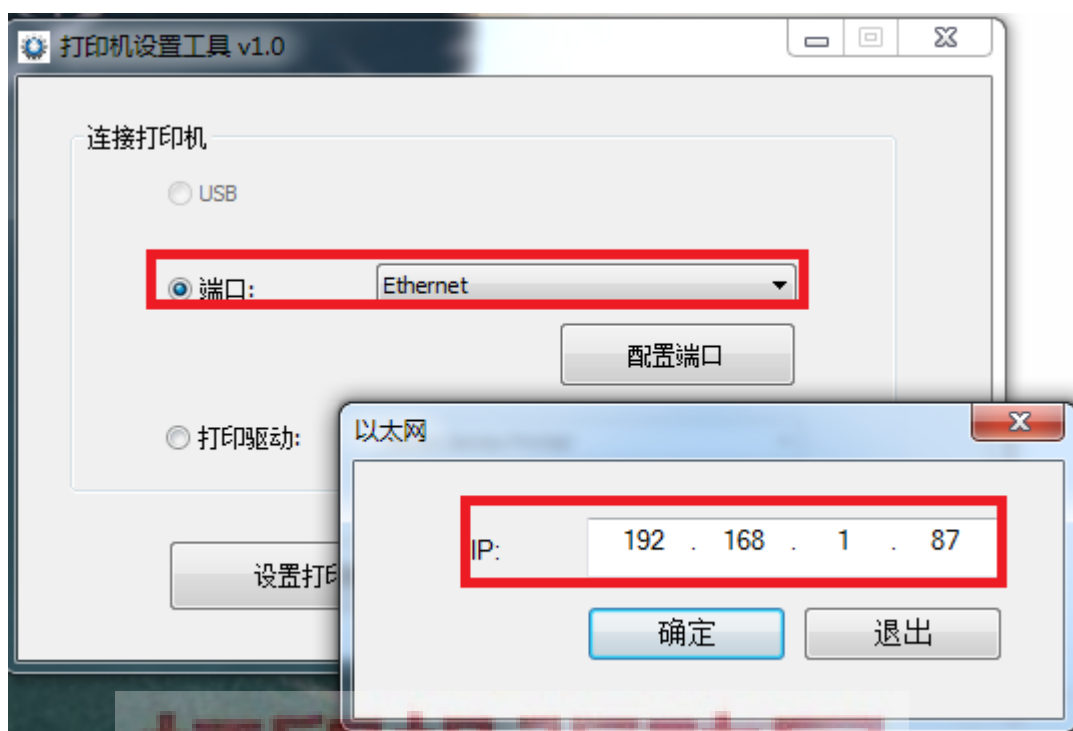 打印机设置工具 v1.0
连接打印机
USB
端口: Ethernet
配置端口
打印驱动:
以太网
IP: 192 . 168 . 1 . 87
设置打印
确定 退出